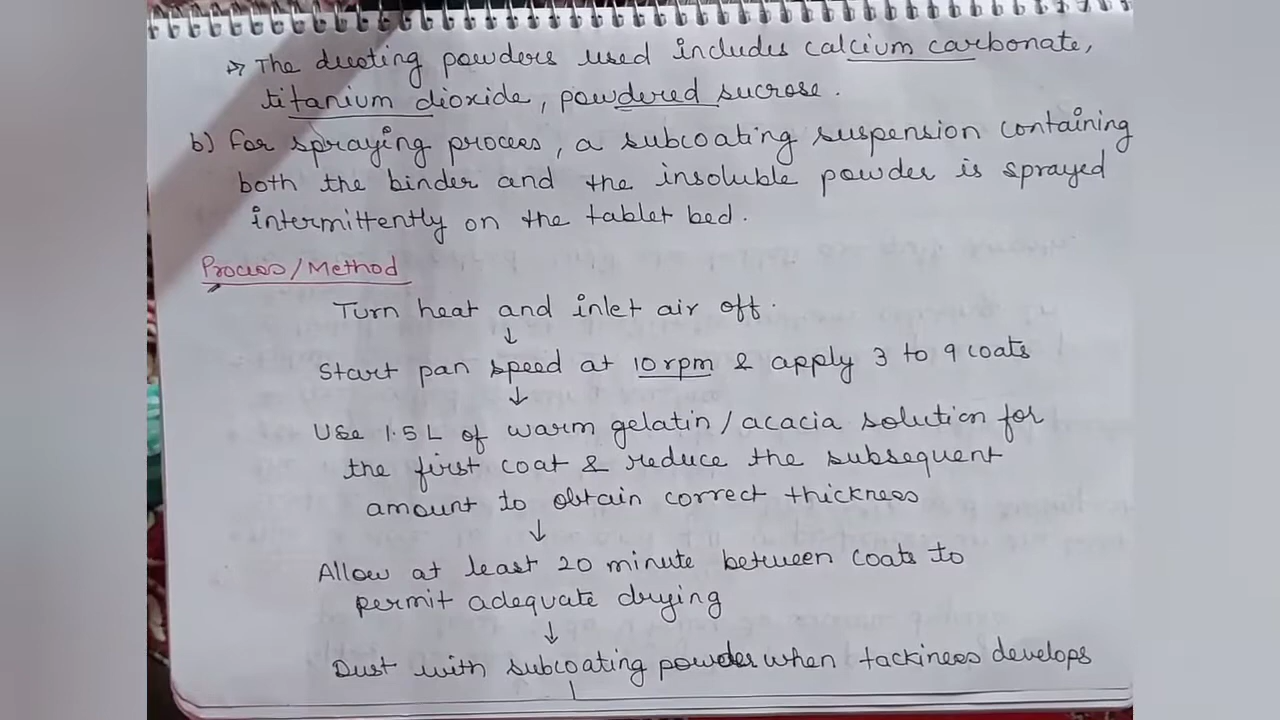 → The dusting powders used includes calcium carbonate,
titanium dioxide, powdered sucrose.
b) For spraying process, a subcoating suspension containing
both the binder and the insoluble powder is sprayed
intermittently on the tablet bed.
Process/Method
Turn heat and inlet air off.
↓
Start pan speed at 10 rpm & apply 3 to 9 coats
↓
Use 1.5 L of warm gelatin/acacia solution for
the first coat & reduce the subsequent
amount to obtain correct thickness
↓
Allow at least 20 minute between coats to
permit adequate drying
↓
Dust with subcoating powder when tackiness develops